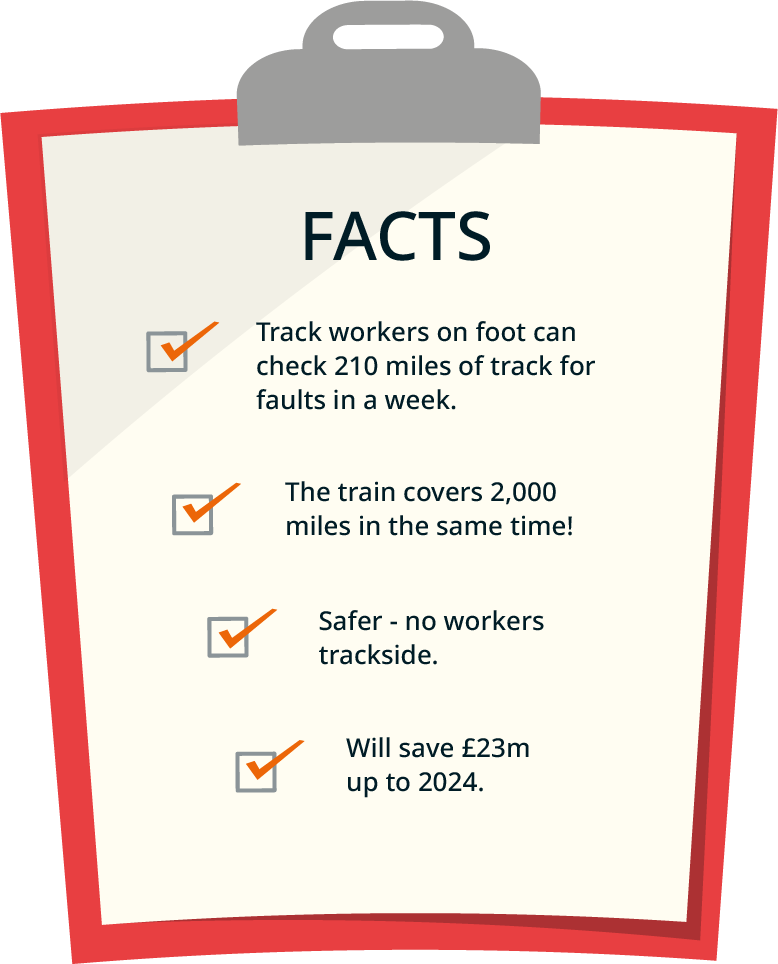 FACTS
Track workers on foot can
check 210 miles of track for
faults in a week.
The train covers 2,000
miles in the same time!
Safer - no workers
trackside.
Will save £23m
up to 2024.